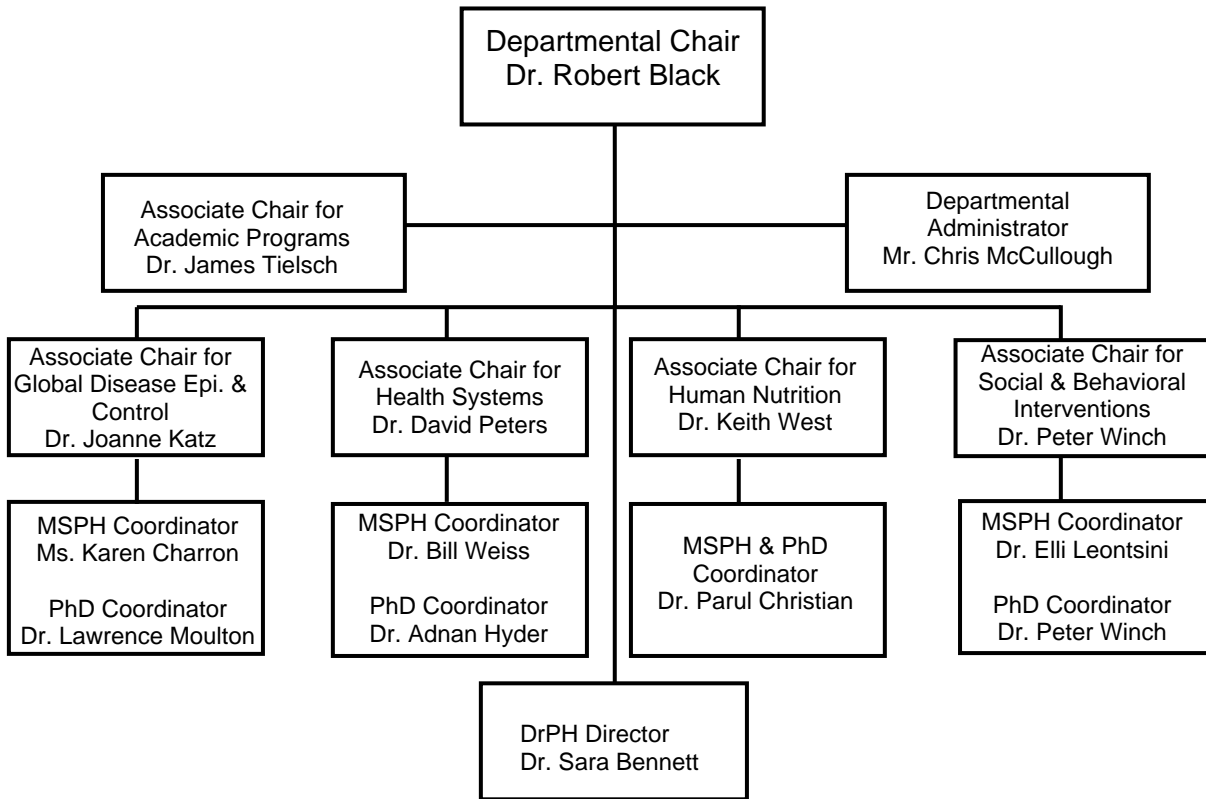 Departmental Chair
Dr. Robert Black
Associate Chair for
Academic Programs
Dr. James Tielsch
Departmental
Administrator
Mr. Chris McCullough
Associate Chair for
Global Disease Epi. &
Control
Dr. Joanne Katz
Associate Chair for
Health Systems
Dr. David Peters
Associate Chair for
Human Nutrition
Dr. Keith West
Associate Chair for
Social & Behavioral
Interventions
Dr. Peter Winch
MSPH Coordinator
Ms. Karen Charron
PhD Coordinator
Dr. Lawrence Moulton
MSPH Coordinator
Dr. Bill Weiss
PhD Coordinator
Dr. Adnan Hyder
MSPH & PhD
Coordinator
Dr. Parul Christian
MSPH Coordinator
Dr. Elli Leontsini
PhD Coordinator
Dr. Peter Winch
DrPH Director
Dr. Sara Bennett